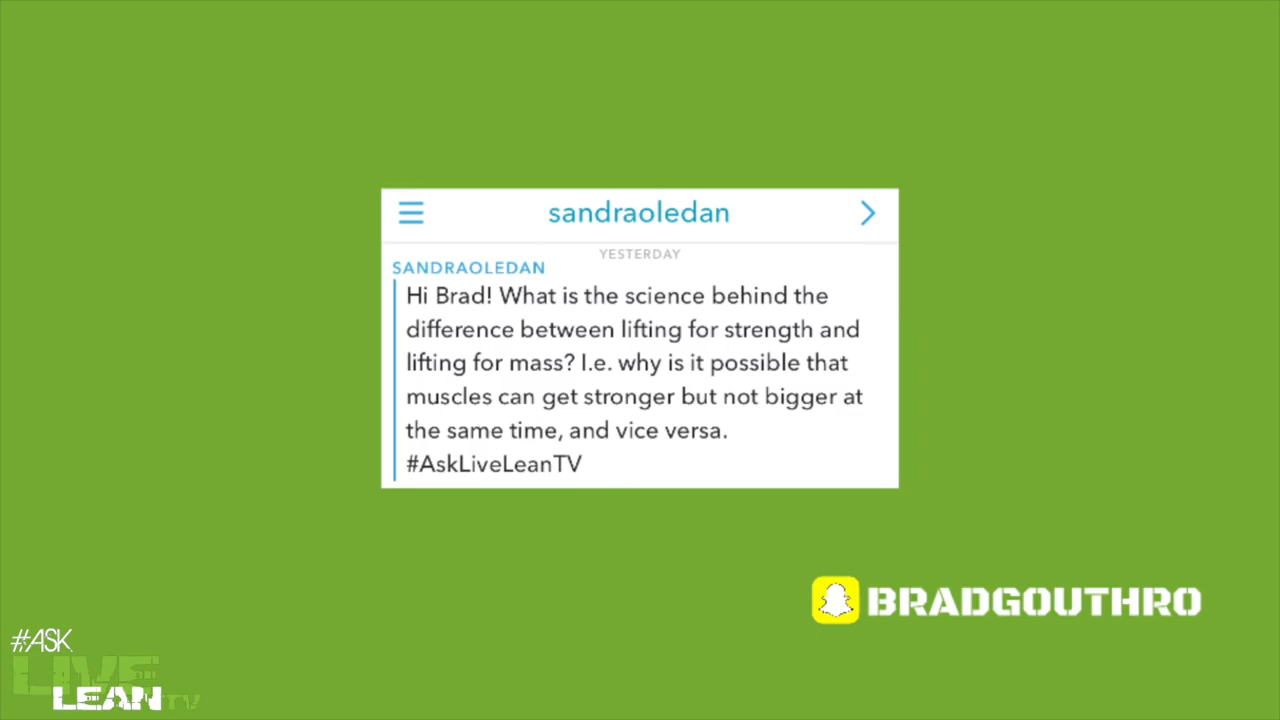 sandraoledan
YESTERDAY
SANDRAOLEDAN
Hi Brad! What is the science behind the
difference between lifting for strength and
lifting for mass? I.e. why is it possible that
muscles can get stronger but not bigger at
the same time, and vice versa.
#AskLiveLeanTV
BRADGOUTHRO
#ASK
LIVE
LEAN TV